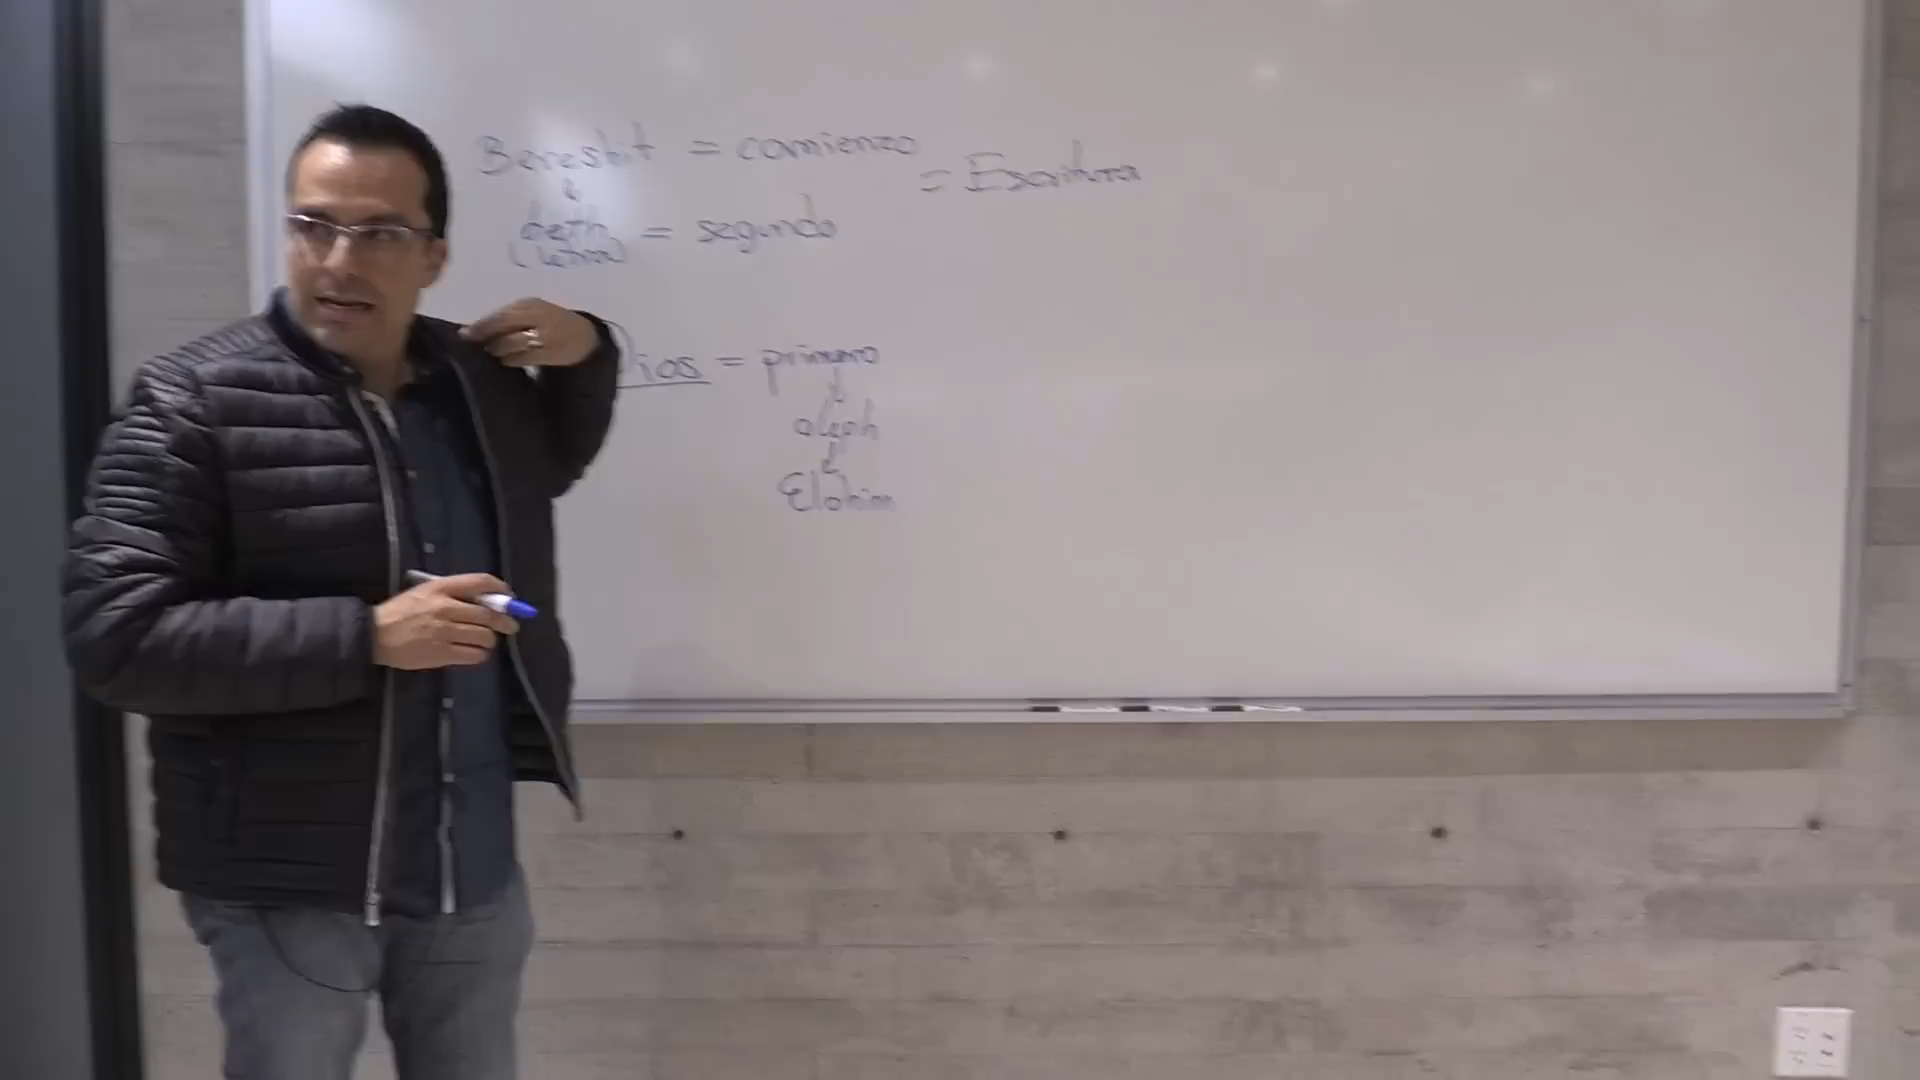 Bereshit = comienzo
= Escritura
beth = segundo
(letra)
Dios = primero
aleph
Elohim